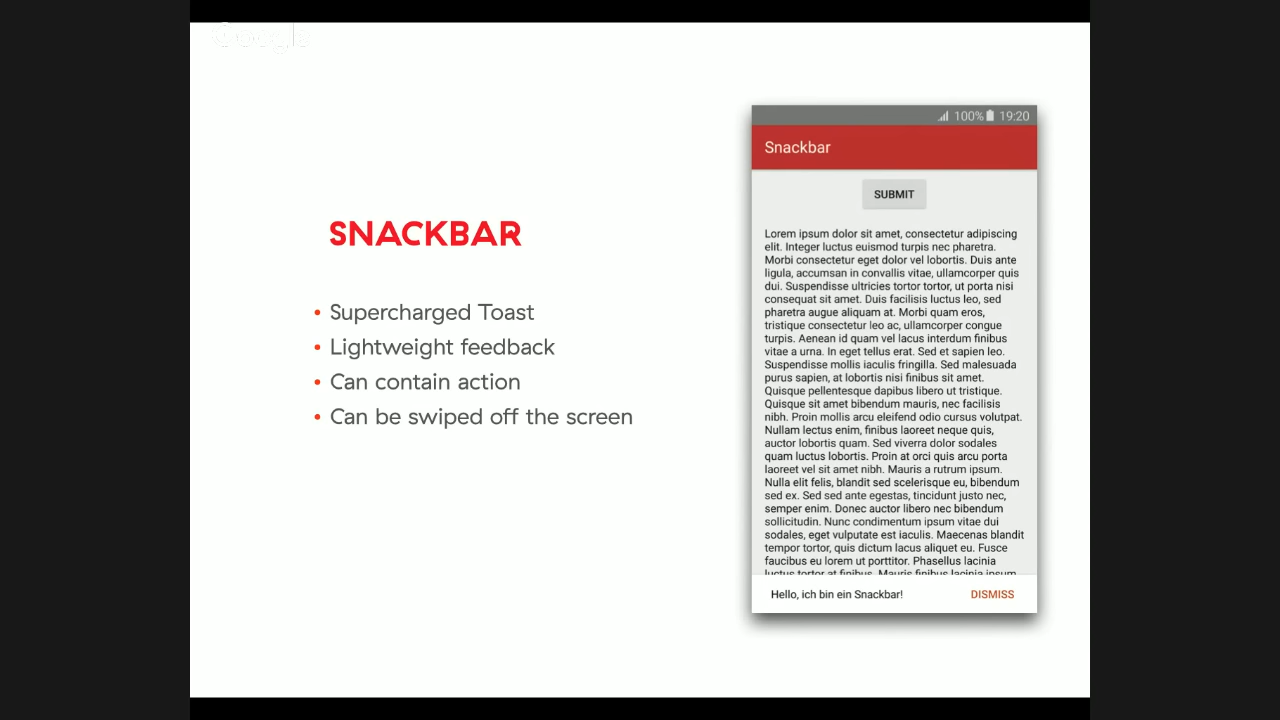 Google
SNACKBAR
• Supercharged Toast
• Lightweight feedback
• Can contain action
• Can be swiped off the screen
100% 19:20
Snackbar
SUBMIT
Lorem ipsum dolor sit amet, consectetur adipiscing
elit. Integer luctus euismod turpis nec pharetra.
Morbi consectetur eget dolor vel lobortis. Duis ante
ligula, accumsan in convallis vitae, ullamcorper quis
dui. Suspendisse ultricies tortor tortor, ut porta nisi
consequat sit amet. Duis facilisis luctus leo, sed
pharetra augue aliquam at. Morbi quam eros,
tristique consectetur leo ac, ullamcorper congue
turpis. Aenean id quam vel lacus interdum finibus
vitae a urna. In eget tellus erat. Sed et sapien leo.
Suspendisse mollis iaculis fringilla. Sed malesuada
purus sapien, at lobortis nisi finibus sit amet.
Quisque pellentesque dapibus libero ut tristique.
Quisque sit amet bibendum mauris, nec facilisis
nibh. Proin mollis arcu eleifend odio cursus volutpat.
Nullam lectus enim, finibus laoreet neque quis,
auctor lobortis quam. Sed viverra dolor sodales
quam luctus lobortis. Proin at orci quis arcu porta
laoreet vel sit amet nibh. Mauris a rutrum ipsum.
Nulla elit felis, blandit sed scelerisque eu, bibendum
sed ex. Sed sed ante egestas, tincidunt justo nec,
semper enim. Donec auctor libero nec bibendum
sollicitudin. Nunc condimentum ipsum vitae dui
sodales, eget vulputate est iaculis. Maecenas blandit
tempor tortor, quis dictum lacus aliquet eu. Fusce
faucibus eu lorem ut porttitor. Phasellus lacinia
luctus tortor at finibus. Mauris finibus lacinia ipsum
Hello, ich bin ein Snackbar! DISMISS